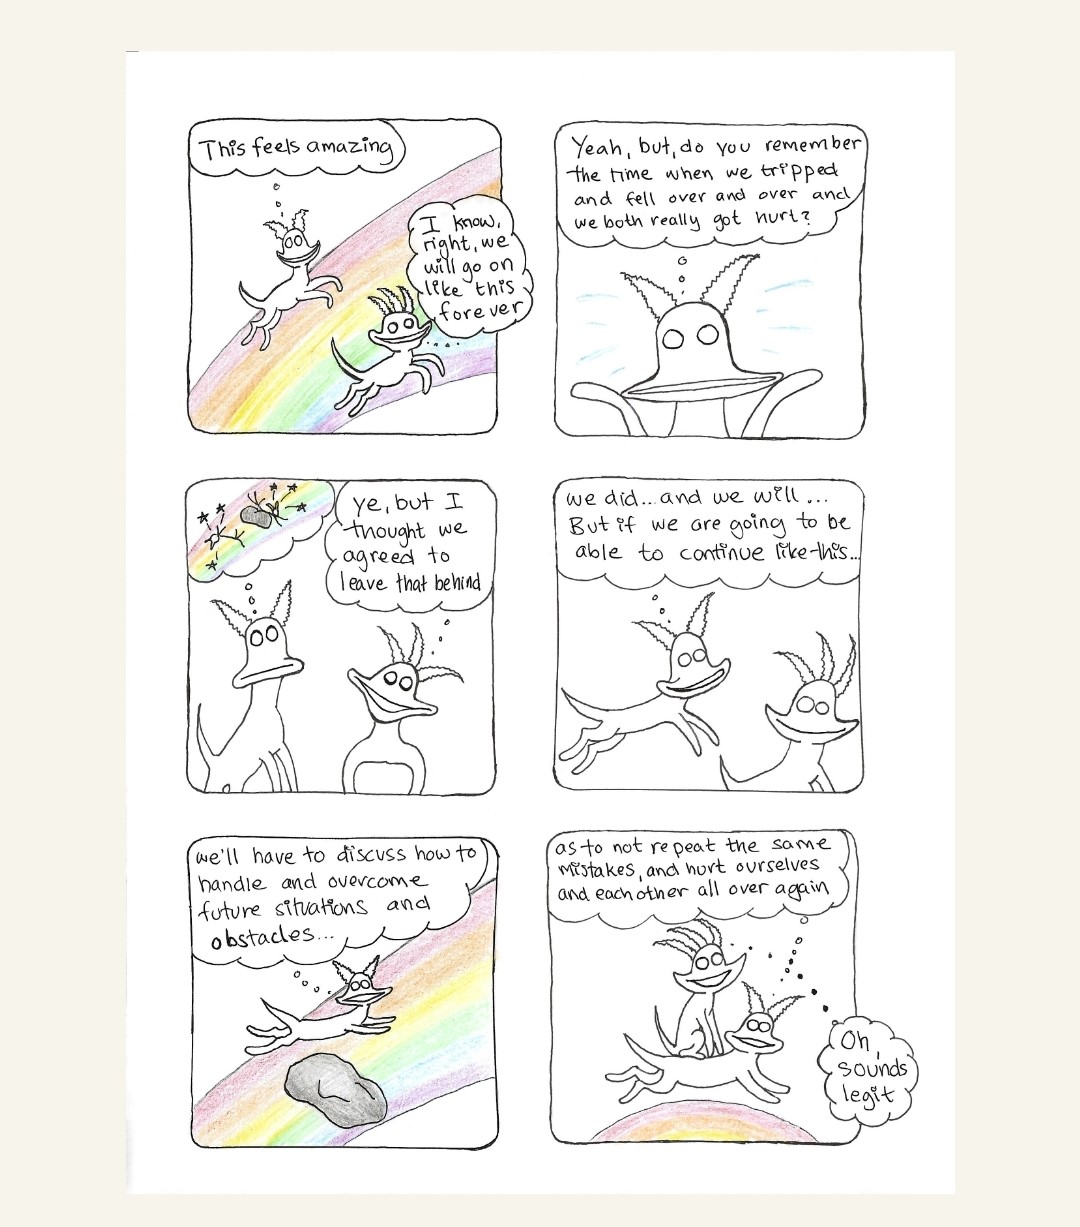 This feels amazing
I know,
right, we
will go on
like this
forever
Yeah, but, do you remember
the time when we tripped
and fell over and over and
we both really got hurt?
ye, but I
thought we
agreed to
leave that behind
we did... and we will ...
But if we are going to be
able to continue like this...
we'll have to discuss how to
handle and overcome
future situations and
obstacles...
as to not repeat the same
mistakes, and hurt ourselves
and each other all over again
Oh,
sounds
legit